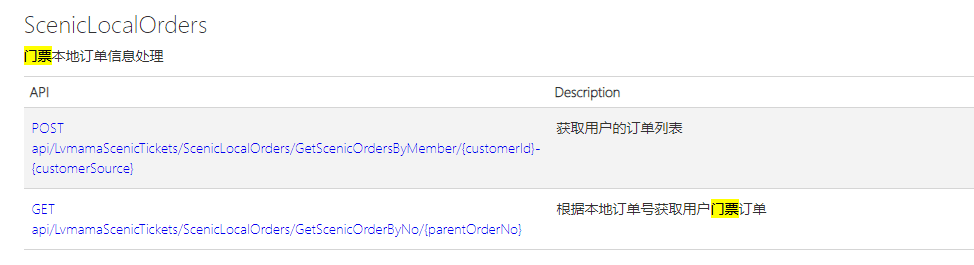 ScenicLocalOrders
门票本地订单信息处理
API Description
POST 获取用户的订单列表
api/LvmamaScenicTickets/ScenicLocalOrders/GetScenicOrdersByMember/{customerId}-
{customerSource}
GET 根据本地订单号获取用户门票订单
api/LvmamaScenicTickets/ScenicLocalOrders/GetScenicOrderByNo/{parentOrderNo}